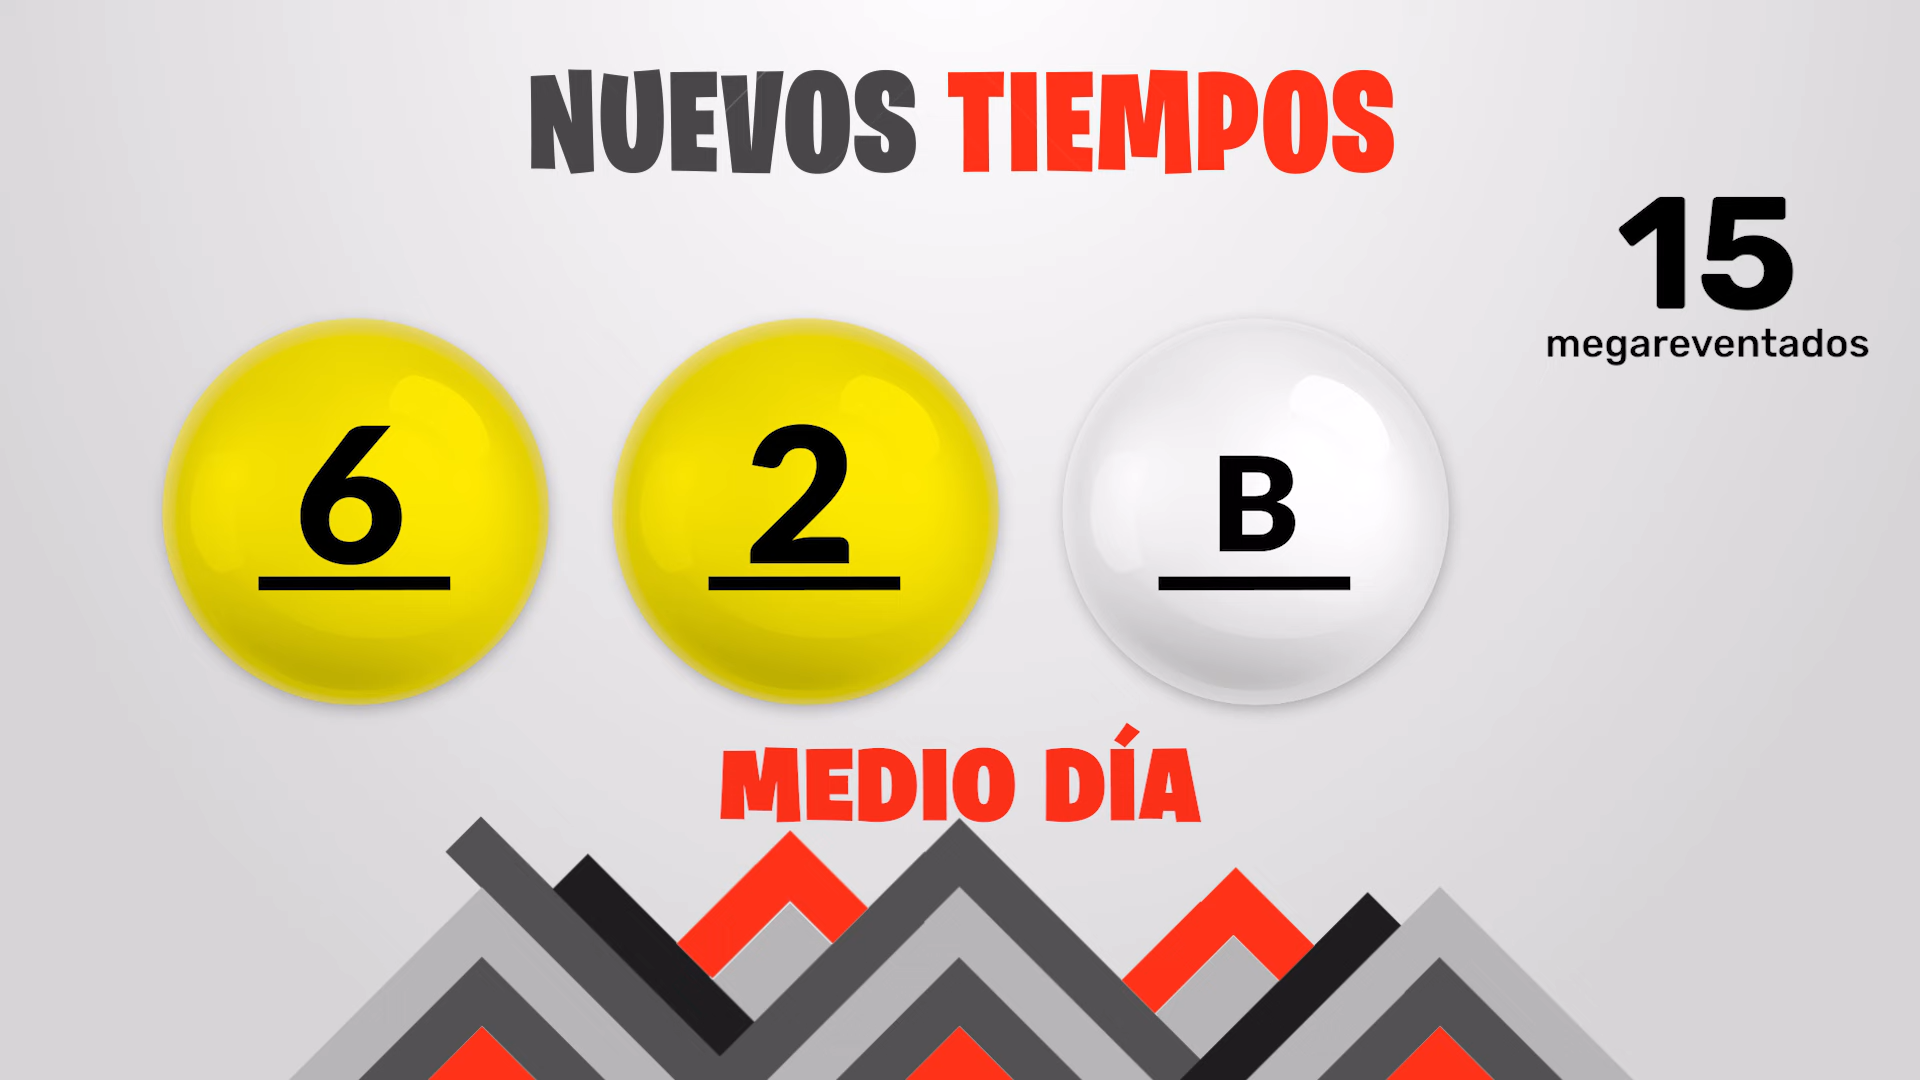 NUEVOS TIEMPOS
15
megareventados
6 2 B
MEDIO DÍA